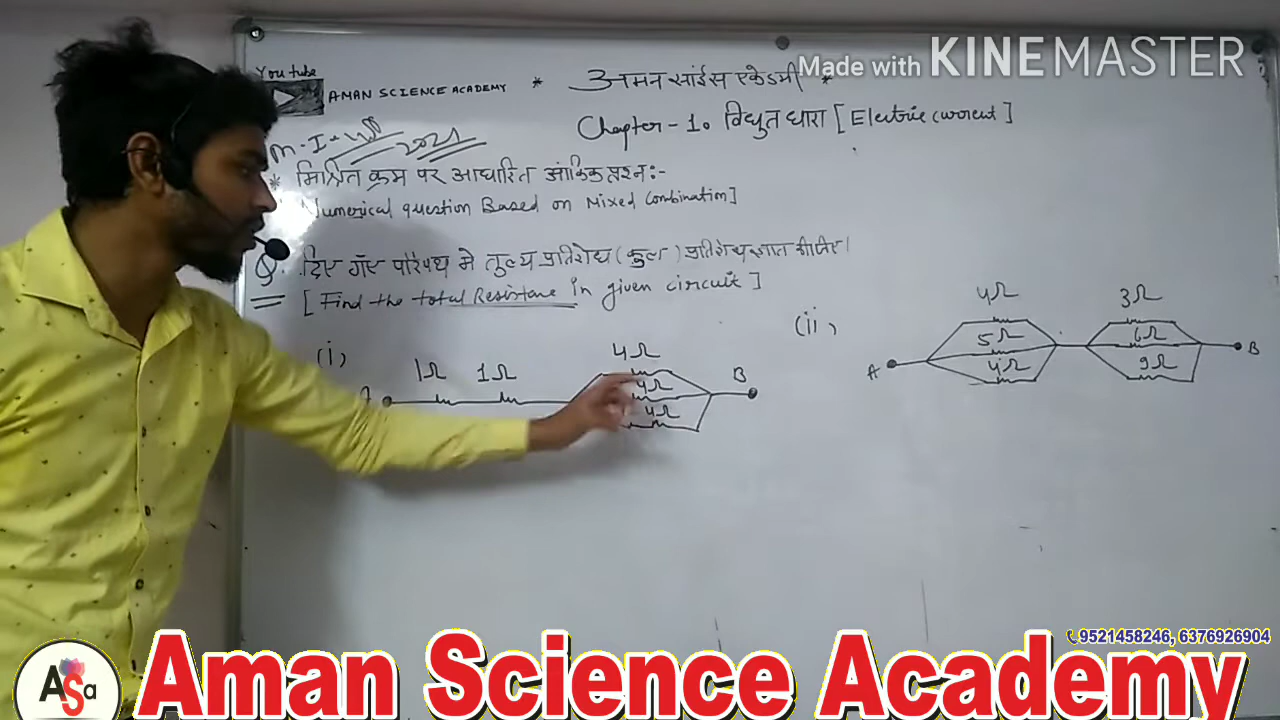 Made with KINEMASTER
You tube
AMAN SCIENCE ACADEMY * अमन साइंस एकेडमी *
Chapter - 10 विधुत धारा [Electric current]
M. I
2021
* मिश्रित क्रम पर आधारित आंकिक प्रश्न:-
Numerical question Based on Mixed Combination]
Q. दिए गए परिपथ मे तुल्य प्रतिरोध (कुल) प्रतिरोध ज्ञात कीजिए।
[Find the total Resistance in given circuit]
(i)
1Ω 1Ω
4Ω
4Ω
4Ω
B
(ii)
4Ω
5Ω
4Ω
3Ω
6Ω
9Ω
A
B
9521458246, 6376926904
ASa
Aman Science Academy